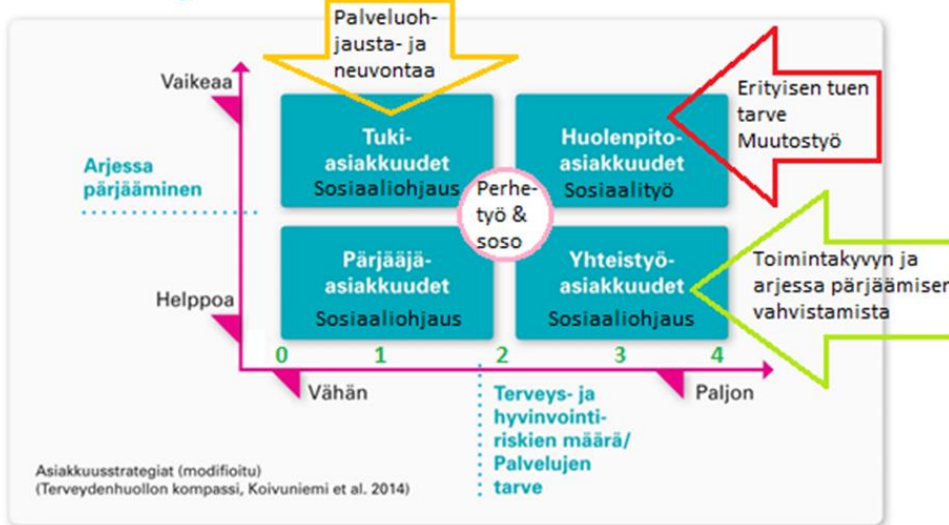 Palveluoh-
jausta- ja
neuvontaa
Vaikeaa
Erityisen tuen
tarve
Muutostyö
Tuki-
asiakkuudet
Sosiaaliohjaus
Huolenpito-
asiakkuudet
Sosiaalityö
Arjessa
pärjääminen
Perhe-
työ &
soso
Pärjääjä-
asiakkuudet
Sosiaaliohjaus
Yhteistyö-
asiakkuudet
Sosiaaliohjaus
Toimintakyvyn ja
arjessa pärjäämisen
vahvistamista
Helppoa
0 1 2 3 4
Vähän
Terveys- ja
hyvinvointi-
riskien määrä/
Palvelujen
tarve
Paljon
Asiakkuusstrategiat (modifioitu)
(Terveydenhuollon kompassi, Koivuniemi et al. 2014)